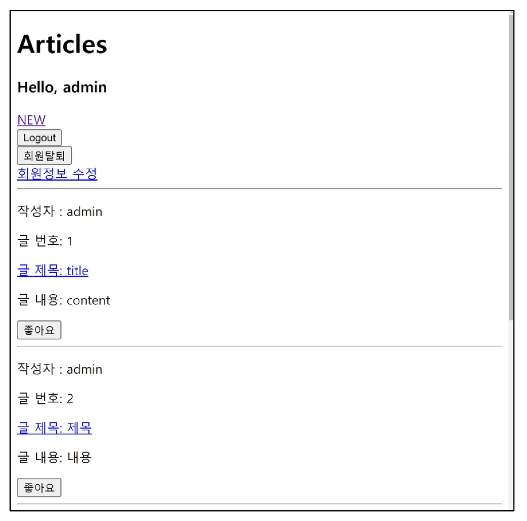 Articles
Hello, admin
NEW
Logout
회원탈퇴
회원정보 수정
작성자 : admin
글 번호: 1
글 제목: title
글 내용: content
좋아요
작성자 : admin
글 번호: 2
글 제목: 제목
글 내용: 내용
좋아요